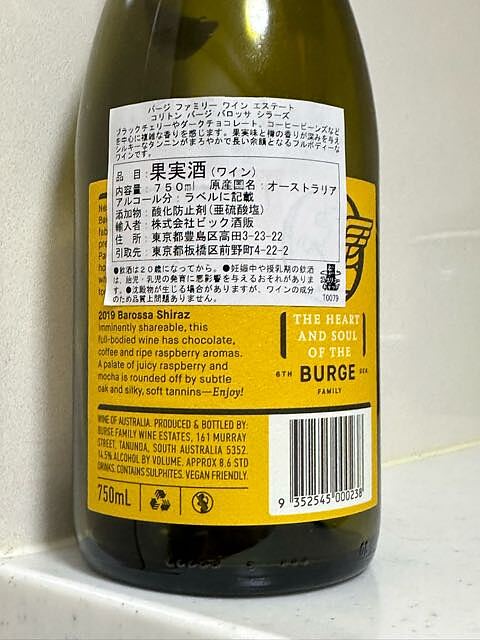 バージ ファミリー ワイン エステート
コリトン バージ バロッサ シラーズ
ブラックチェリーやダークチョコレート、コーヒービーンズなど
を中心に複雑な香りを感じます。果実味と樽の香りが深みを与え
シルキーなタンニンがまろやかで長い余韻となるフルボディーな
ワインです。
品 目：果実酒(ワイン)
内容量：750ml 原産国名：オーストラリア
アルコール分：ラベルに記載
添加物：酸化防止剤(亜硫酸塩)
輸入者：株式会社ビック酒販
住 所：東京都豊島区高田3-23-22
引取先：東京都板橋区前野町4-22-2
●飲酒は20歳になってから。●妊娠中や授乳期の飲酒
は、胎児・乳児の発育に悪影響を与えるおそれがありま
す。●沈殿物が生じる場合がありますが、ワインの成分
のため品質上問題ありません。
T0079
2019 Barossa Shiraz
Imminently shareable, this
full-bodied wine has chocolate,
coffee and ripe raspberry aromas.
A palate of juicy raspberry and
mocha is rounded off by subtle
oak and silky, soft tannins—Enjoy!
THE HEART
AND SOUL
OF THE
6TH BURGE GEN.
FAMILY
WINE OF AUSTRALIA. PRODUCED & BOTTLED BY:
BURGE FAMILY WINE ESTATES, 161 MURRAY
STREET, TANUNDA, SOUTH AUSTRALIA 5352.
14.5% ALCOHOL BY VOLUME. APPROX 8.6 STD
DRINKS. CONTAINS SULPHITES. VEGAN FRIENDLY.
750mL
9 352545 000238